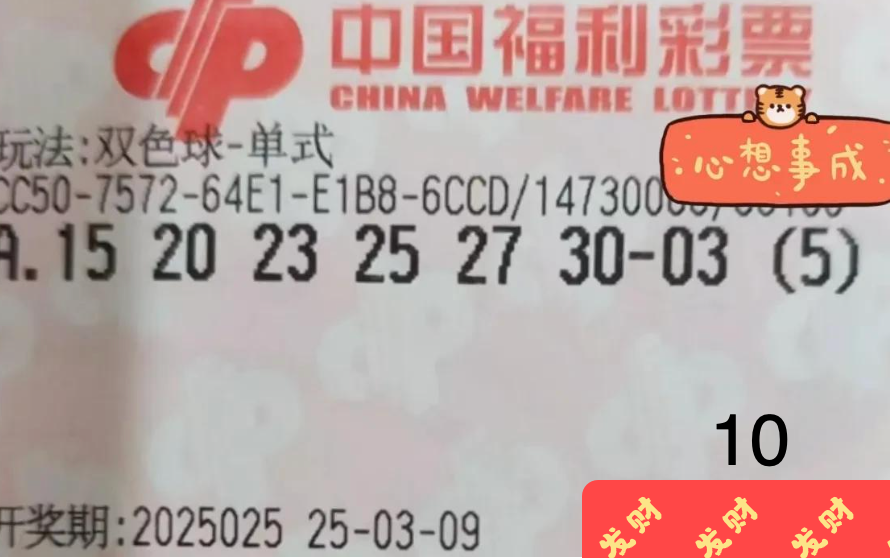 中国福利彩票
CHINA WELFARE LOTT
心想事成
玩法:双色球-单式
CC50-7572-64E1-E1B8-6CCD/147300
A.15 20 23 25 27 30-03 (5)
10
开奖期:2025025 25-03-09
发财 发财 发财